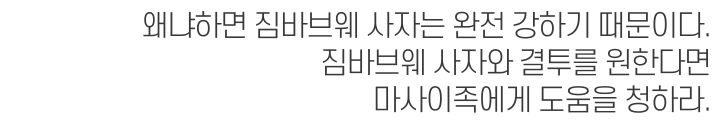 왜냐하면 짐바브웨 사자는 완전 강하기 때문이다.
짐바브웨 사자와 결투를 원한다면
마사이족에게 도움을 청하라.